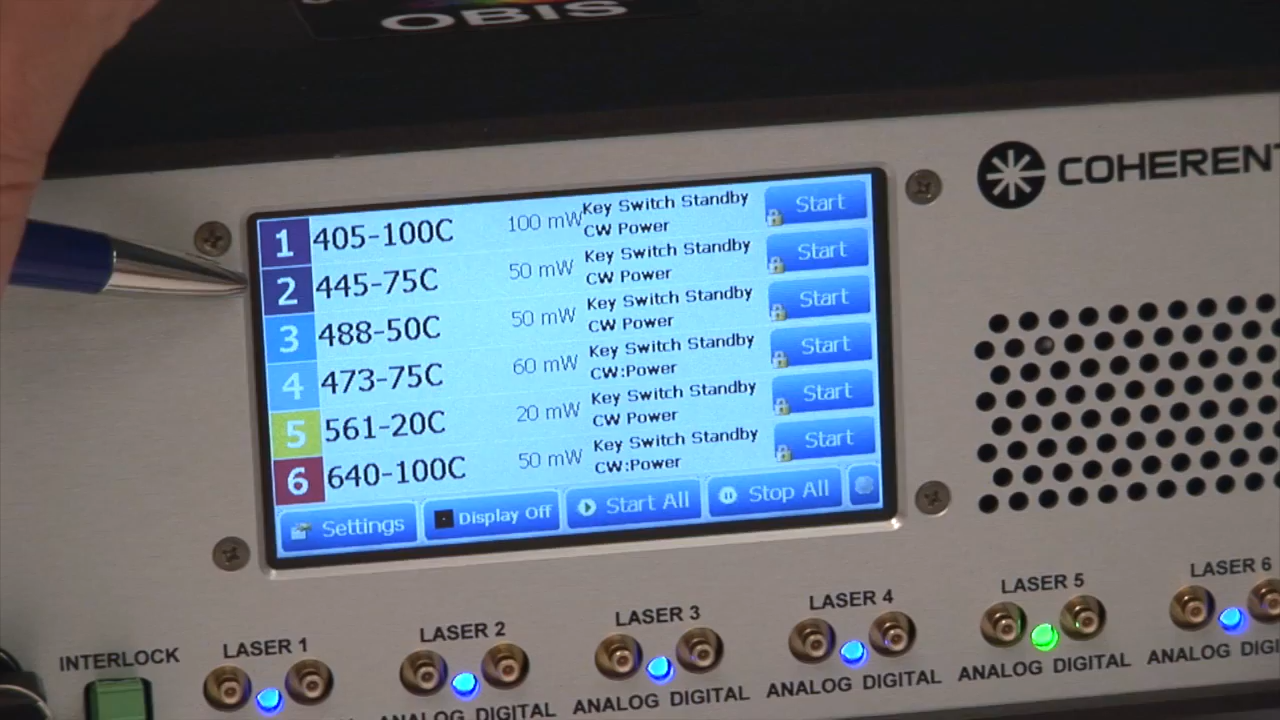 OBIS
COHEREN
1 405-100C 100 mW Key Switch Standby CW Power Start
2 445-75C 50 mW Key Switch Standby CW Power Start
3 488-50C 50 mW Key Switch Standby CW Power Start
4 473-75C 60 mW Key Switch Standby CW:Power Start
5 561-20C 20 mW Key Switch Standby CW Power Start
6 640-100C 50 mW Key Switch Standby CW:Power Start
Settings Display Off Start All Stop All
INTERLOCK LASER 1 LASER 2 LASER 3 LASER 4 LASER 5 LASER 6
ANALOG DIGITAL ANALOG DIGITAL ANALOG DIGITAL ANALOG DIGITAL ANALOG DIGI